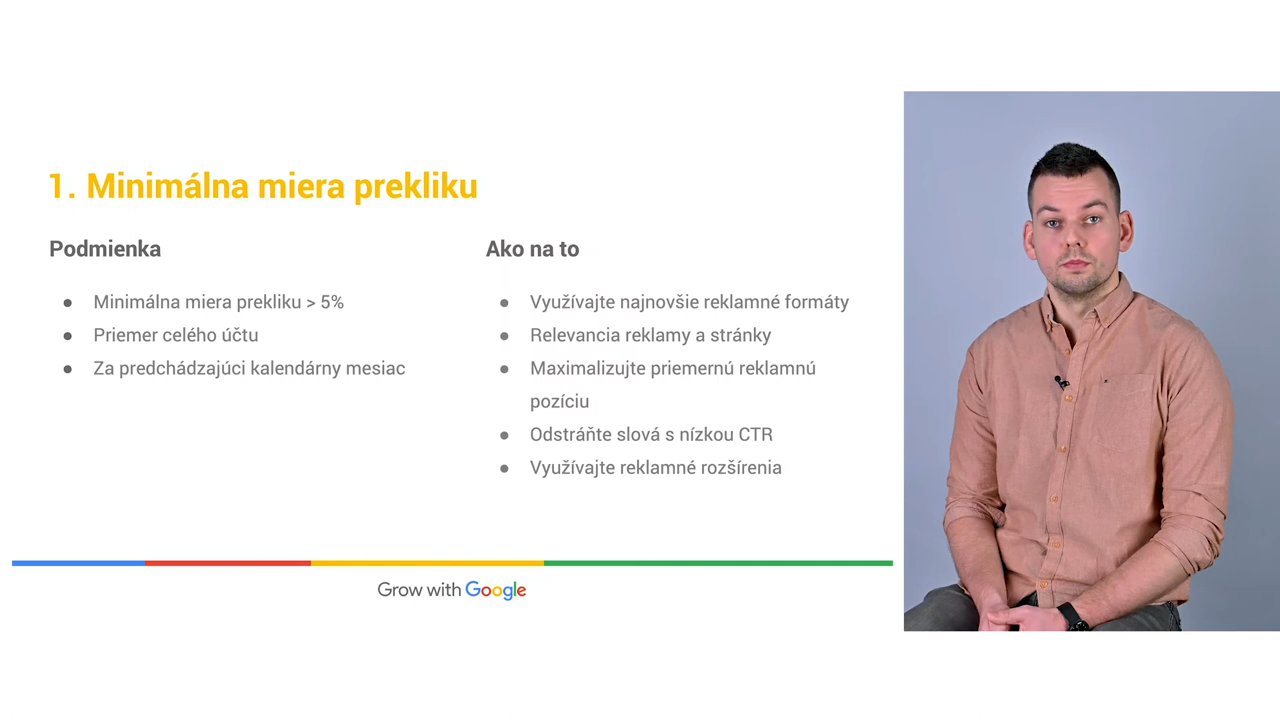 1. Minimálna miera prekliku
Podmienka
● Minimálna miera prekliku > 5%
● Priemer celého účtu
● Za predchádzajúci kalendárny mesiac
Ako na to
● Využívajte najnovšie reklamné formáty
● Relevancia reklamy a stránky
● Maximalizujte priemernú reklamnú
pozíciu
● Odstráňte slová s nízkou CTR
● Využívajte reklamné rozšírenia
Grow with Google